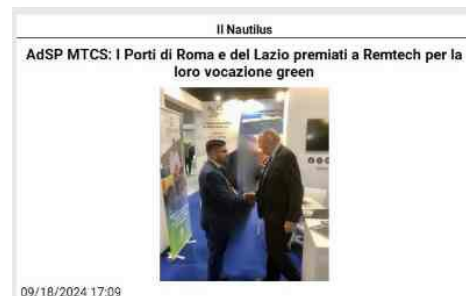 Il Nautilus
AdSP MTCS: I Porti di Roma e del Lazio premiati a Remtech per la
loro vocazione green
09/18/2024 17:09